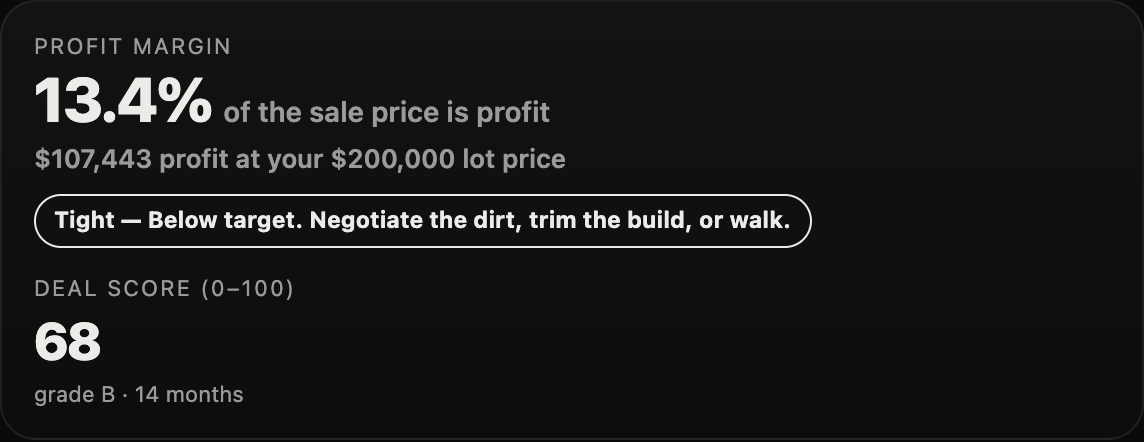 PROFIT MARGIN
13.4% of the sale price is profit
$107,443 profit at your $200,000 lot price
Tight — Below target. Negotiate the dirt, trim the build, or walk.
DEAL SCORE (0–100)
68
grade B · 14 months